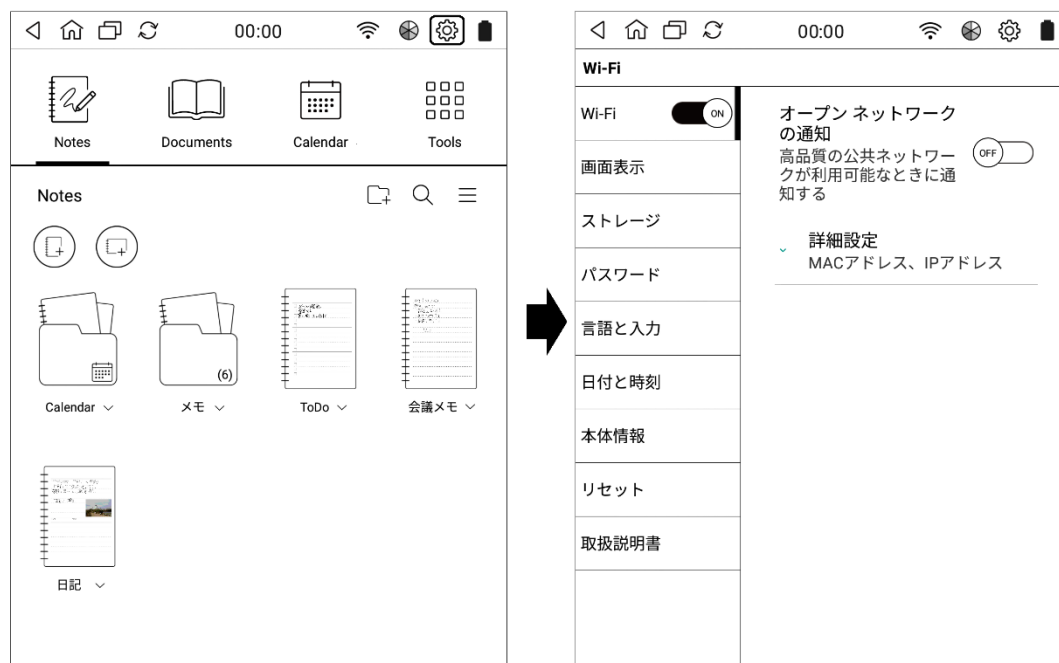 00:00
Notes
Documents
Calendar
Tools
Notes
(6)
Calendar
メモ
ToDo
会議メモ
日記
00:00
Wi-Fi
Wi-Fi
ON
画面表示
ストレージ
パスワード
言語と入力
日付と時刻
本体情報
リセット
取扱説明書
オープン ネットワーク
の通知
高品質の公共ネットワー
クが利用可能なときに通
知する
OFF
詳細設定
MACアドレス、IPアドレス